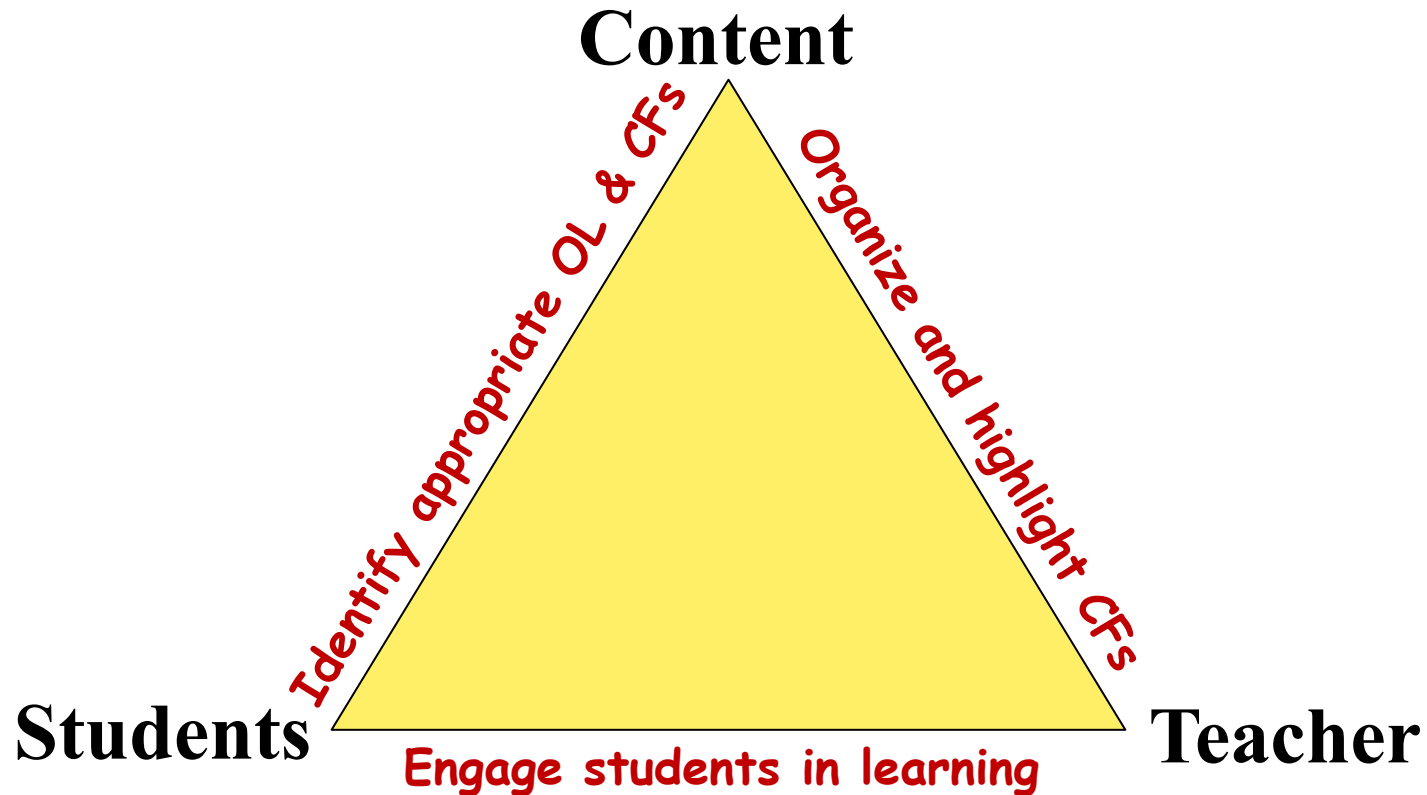 Content
Identify appropriate OL & CFs
Organize and highlight CFs
Students
Teacher
Engage students in learning